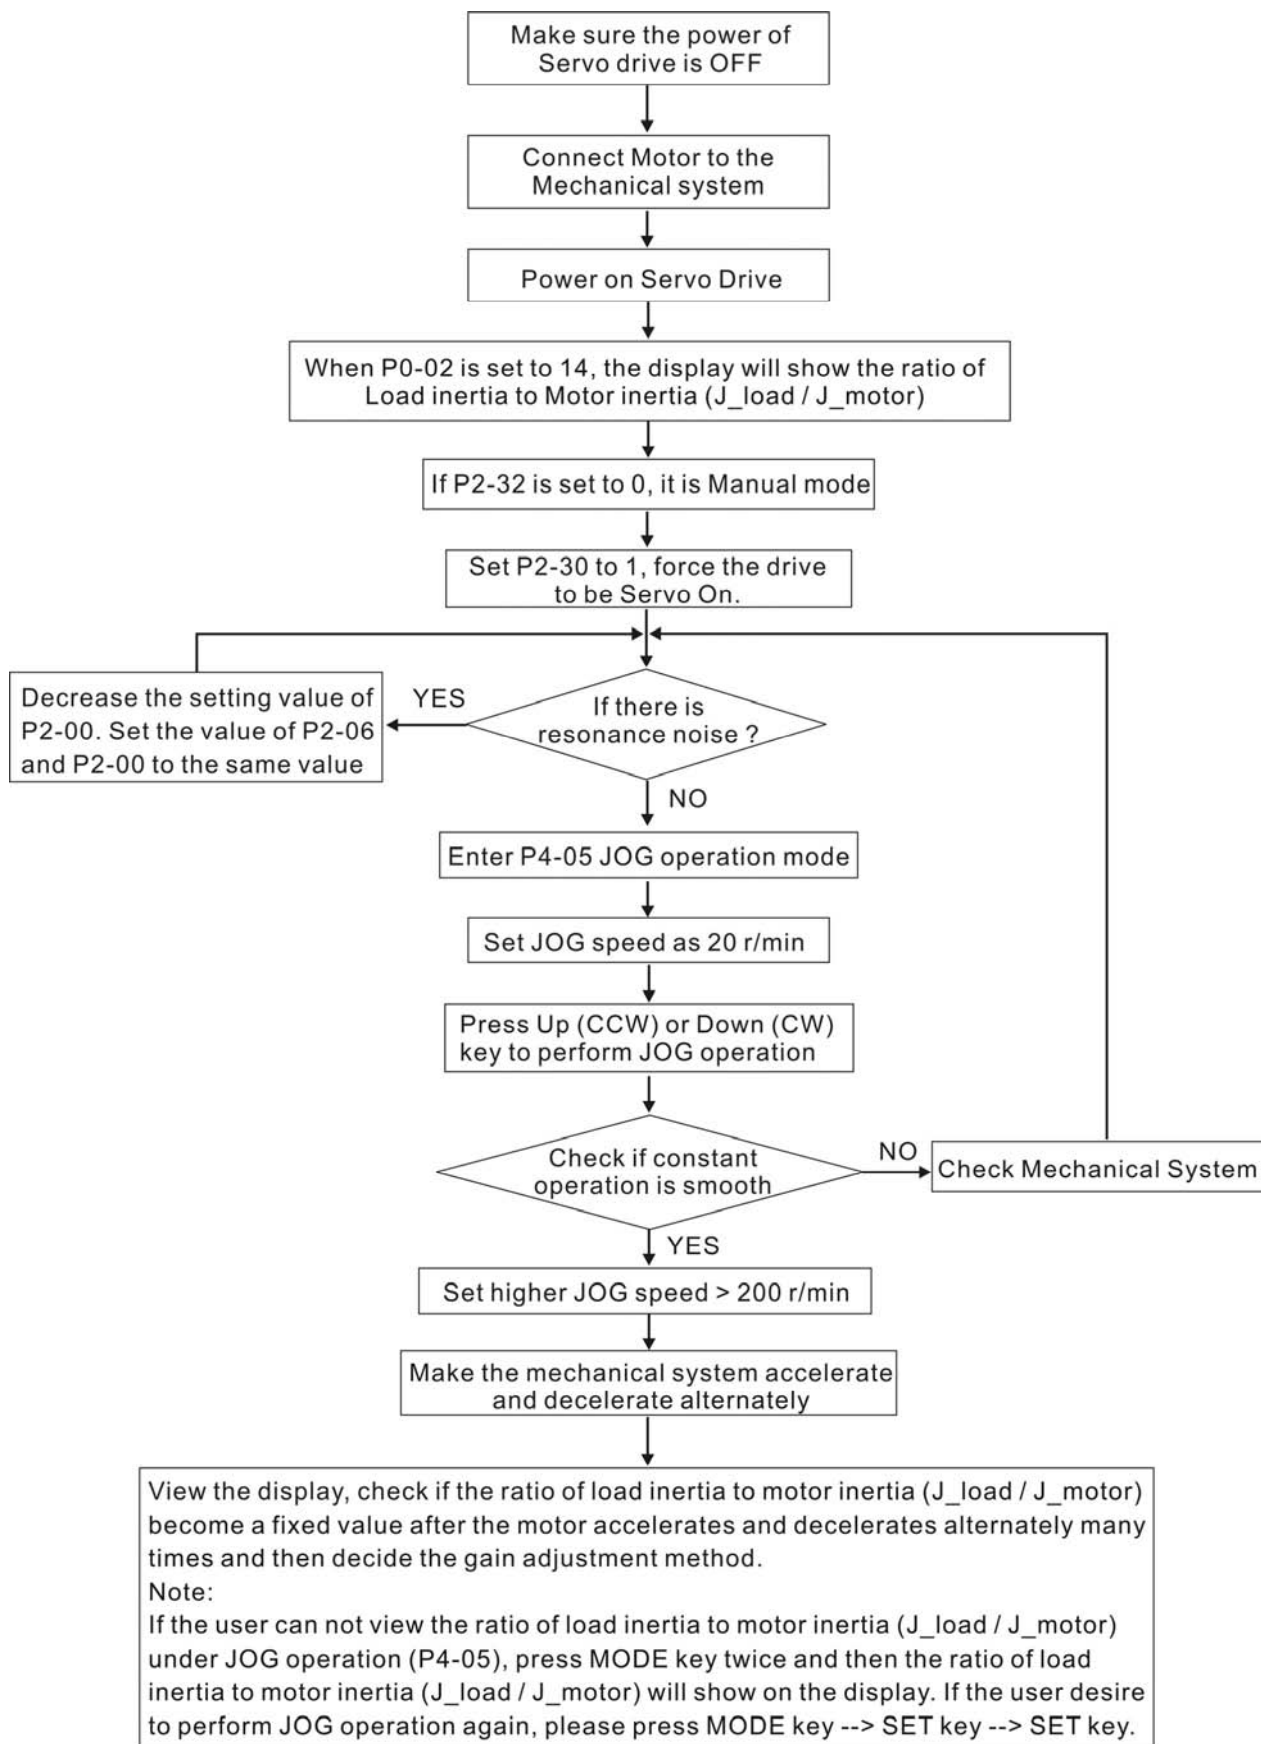 Make sure the power of
Servo drive is OFF
Connect Motor to the
Mechanical system
Power on Servo Drive
When P0-02 is set to 14, the display will show the ratio of
Load inertia to Motor inertia (J_load / J_motor)
If P2-32 is set to 0, it is Manual mode
Set P2-30 to 1, force the drive
to be Servo On.
If there is
resonance noise ?
YES
Decrease the setting value of
P2-00. Set the value of P2-06
and P2-00 to the same value
NO
Enter P4-05 JOG operation mode
Set JOG speed as 20 r/min
Press Up (CCW) or Down (CW)
key to perform JOG operation
Check if constant
operation is smooth
NO
Check Mechanical System
YES
Set higher JOG speed > 200 r/min
Make the mechanical system accelerate
and decelerate alternately
View the display, check if the ratio of load inertia to motor inertia (J_load / J_motor)
become a fixed value after the motor accelerates and decelerates alternately many
times and then decide the gain adjustment method.
Note:
If the user can not view the ratio of load inertia to motor inertia (J_load / J_motor)
under JOG operation (P4-05), press MODE key twice and then the ratio of load
inertia to motor inertia (J_load / J_motor) will show on the display. If the user desire
to perform JOG operation again, please press MODE key --> SET key --> SET key.